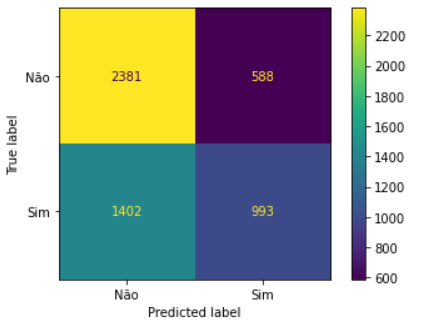 True label
Não
2381
588
Sim
1402
993
Não
Sim
Predicted label
2200
2000
1800
1600
1400
1200
1000
800
600